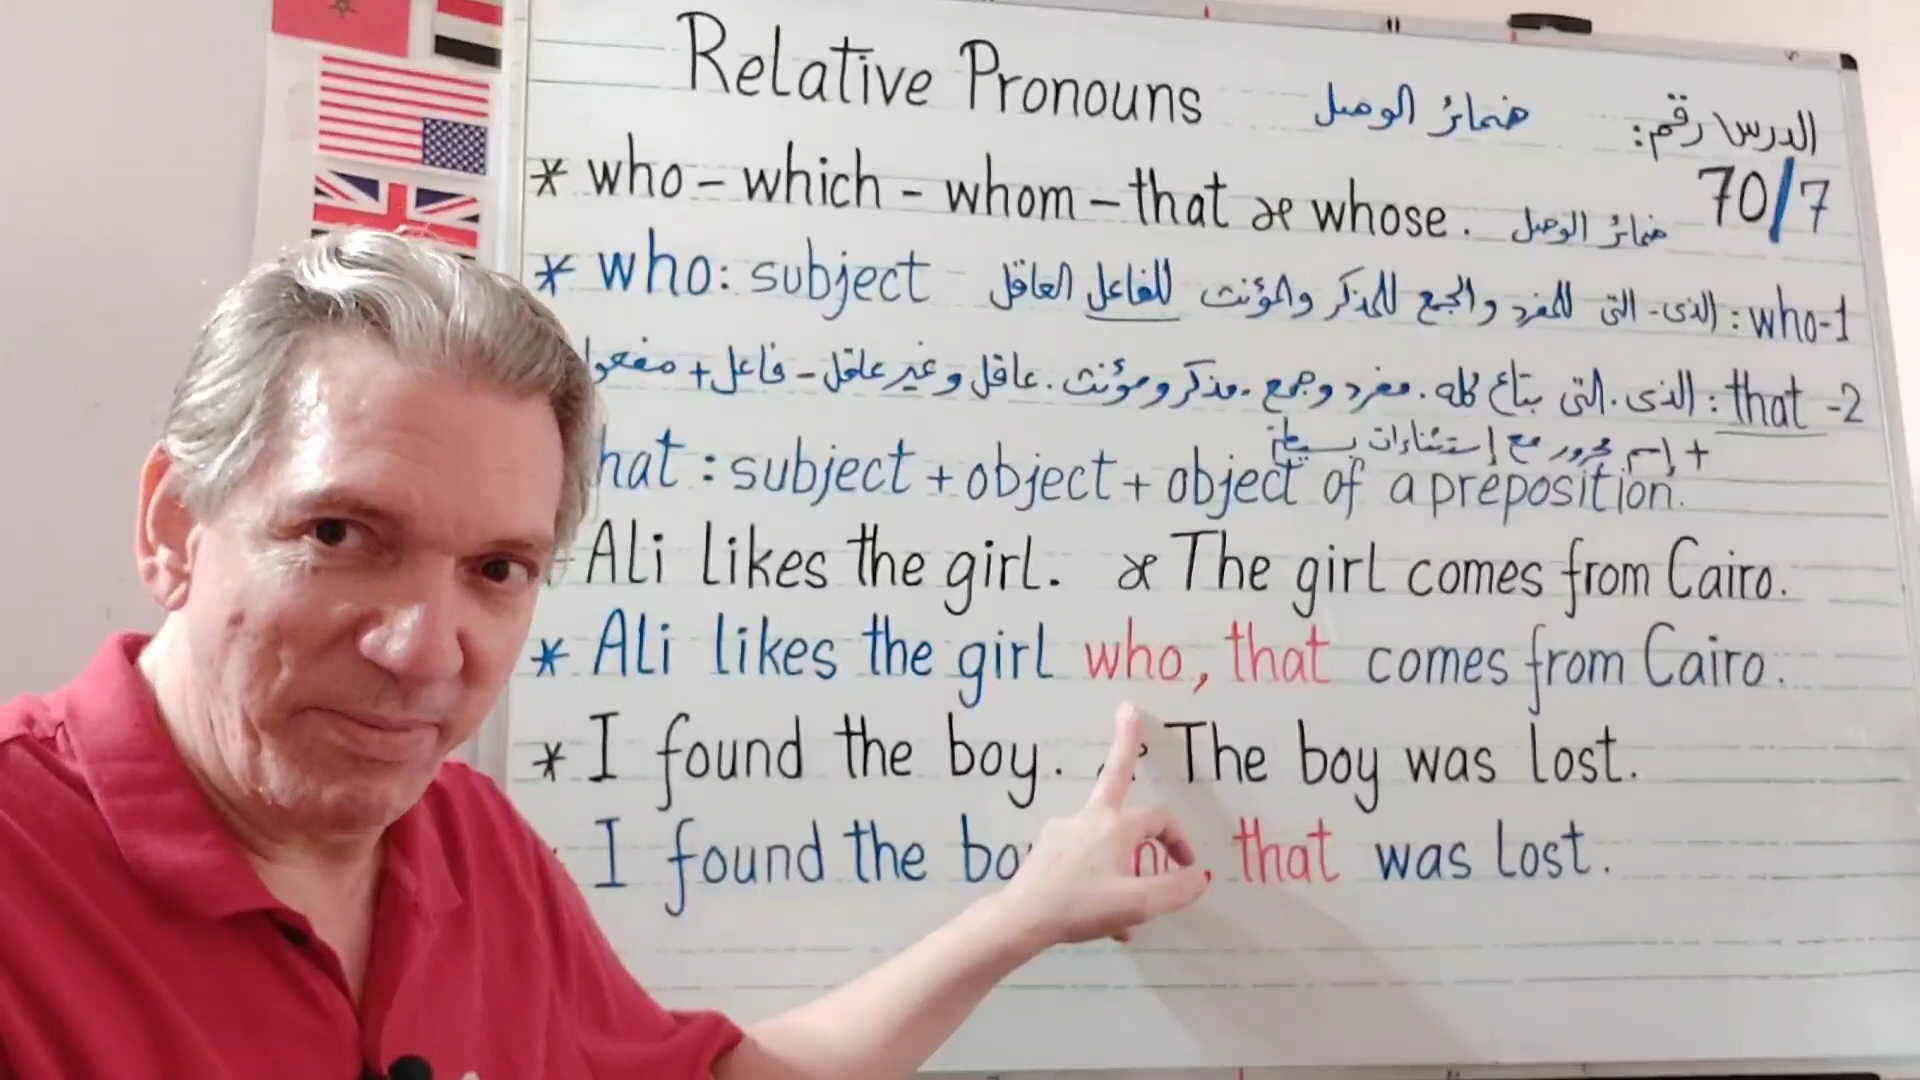 Relative Pronouns ضمائر الوصل الدرس رقم:
* who – which – whom – that & whose. ضمائر الوصل 70/7
* who: subject who-1: الذى - التى للمفرد والجمع للمذكر والمؤنث للفاعل العاقل
that -2: الذى . التى بتاع كله . مفرد وجمع . مذكر ومؤنث . عاقل وغير عاقل - فاعل + مفعو
+ إسم مجرور مع إستثناءات بسيطة
hat : subject + object + object of a preposition.
Ali likes the girl. & The girl comes from Cairo.
* Ali likes the girl who, that comes from Cairo.
* I found the boy. The boy was lost.
I found the bo , that was lost.